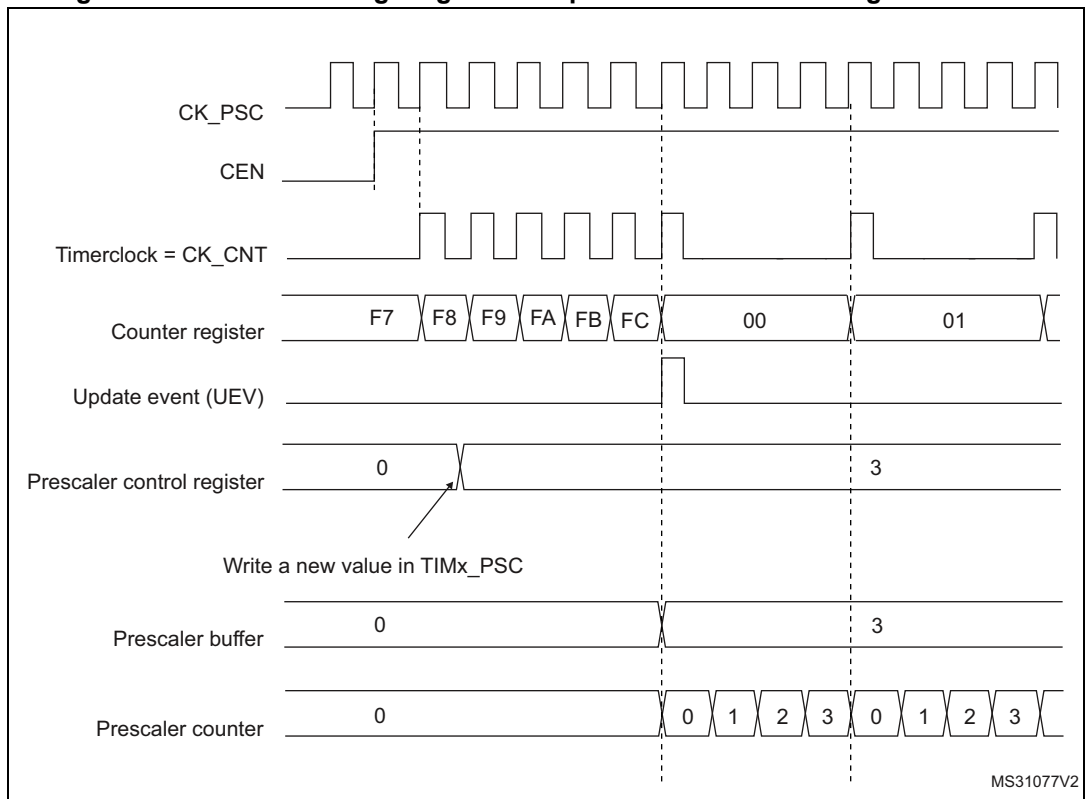 CK_PSC
CEN
Timerclock = CK_CNT
Counter register F7 F8 F9 FA FB FC 00 01
Update event (UEV)
Prescaler control register 0 3
Write a new value in TIMx_PSC
Prescaler buffer 0 3
Prescaler counter 0 0 1 2 3 0 1 2 3
MS31077V2